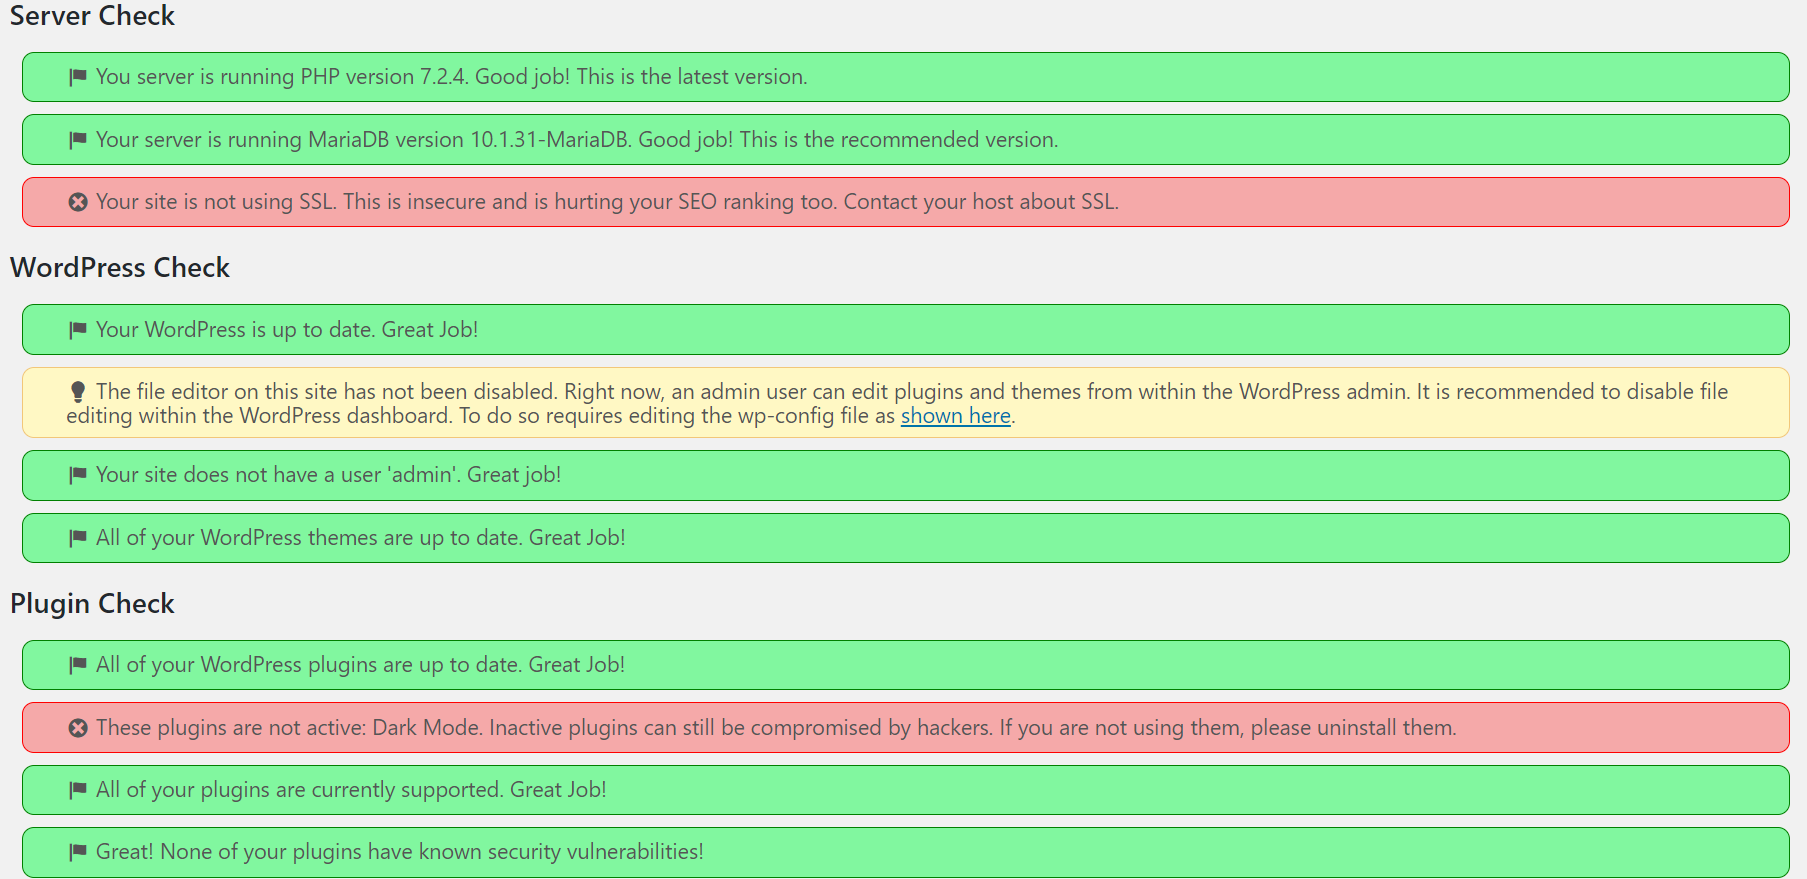 Server Check
You server is running PHP version 7.2.4. Good job! This is the latest version.
Your server is running MariaDB version 10.1.31-MariaDB. Good job! This is the recommended version.
Your site is not using SSL. This is insecure and is hurting your SEO ranking too. Contact your host about SSL.
WordPress Check
Your WordPress is up to date. Great Job!
The file editor on this site has not been disabled. Right now, an admin user can edit plugins and themes from within the WordPress admin. It is recommended to disable file
editing within the WordPress dashboard. To do so requires editing the wp-config file as shown here.
Your site does not have a user 'admin'. Great job!
All of your WordPress themes are up to date. Great Job!
Plugin Check
All of your WordPress plugins are up to date. Great Job!
These plugins are not active: Dark Mode. Inactive plugins can still be compromised by hackers. If you are not using them, please uninstall them.
All of your plugins are currently supported. Great Job!
Great! None of your plugins have known security vulnerabilities!